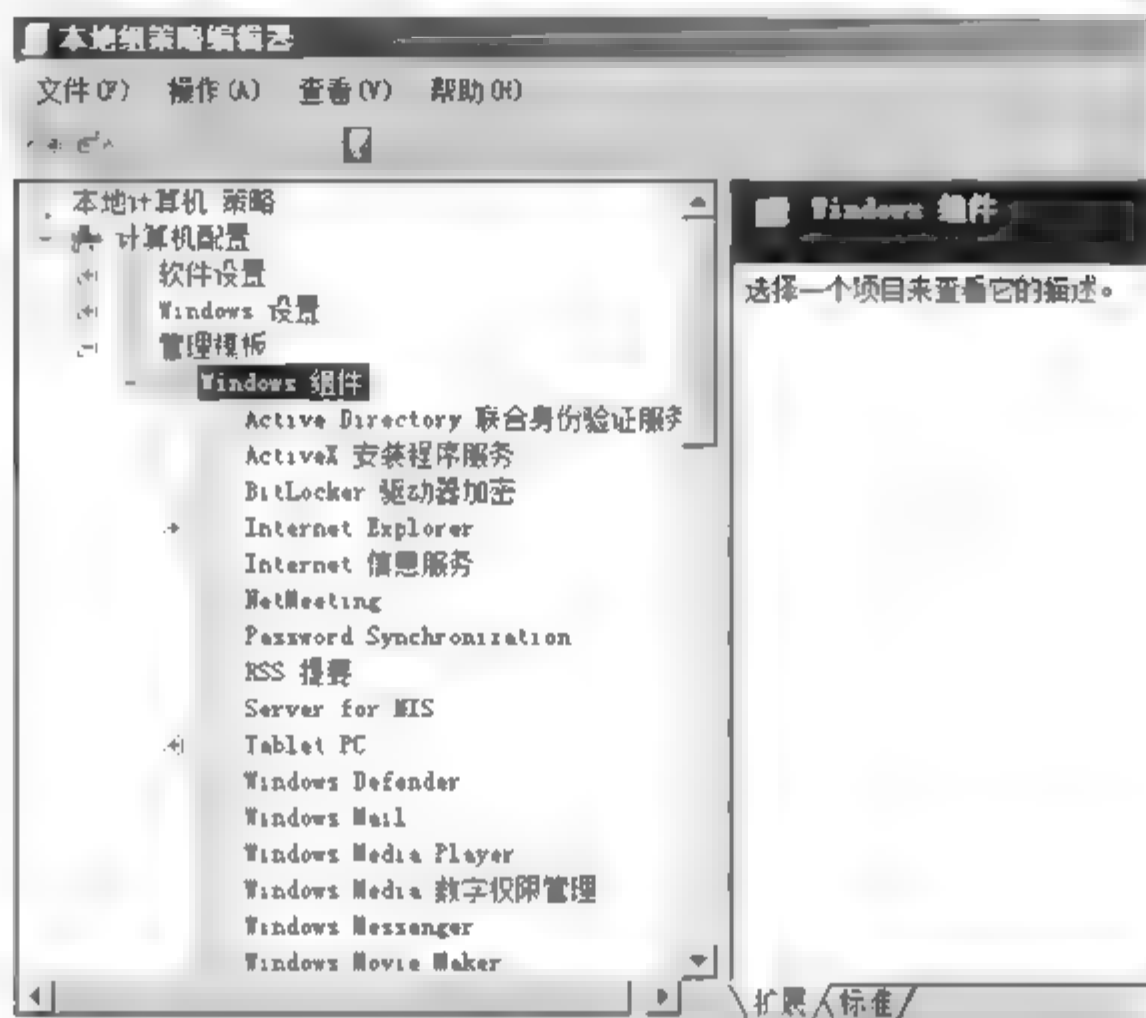 本地组策略编辑器
文件(F) 操作(A) 查看(V) 帮助(H)
本地计算机 策略
计算机配置
软件设置
Windows 设置
管理模板
Windows 组件
Active Directory 联合身份验证服务
ActiveX 安装程序服务
BitLocker 驱动器加密
Internet Explorer
Internet 信息服务
NetMeeting
Password Synchronization
RSS 提要
Server for NIS
Tablet PC
Windows Defender
Windows Mail
Windows Media Player
Windows Media 数字权限管理
Windows Messenger
Windows Movie Maker
Windows 组件
选择一个项目来查看它的描述。
扩展 标准